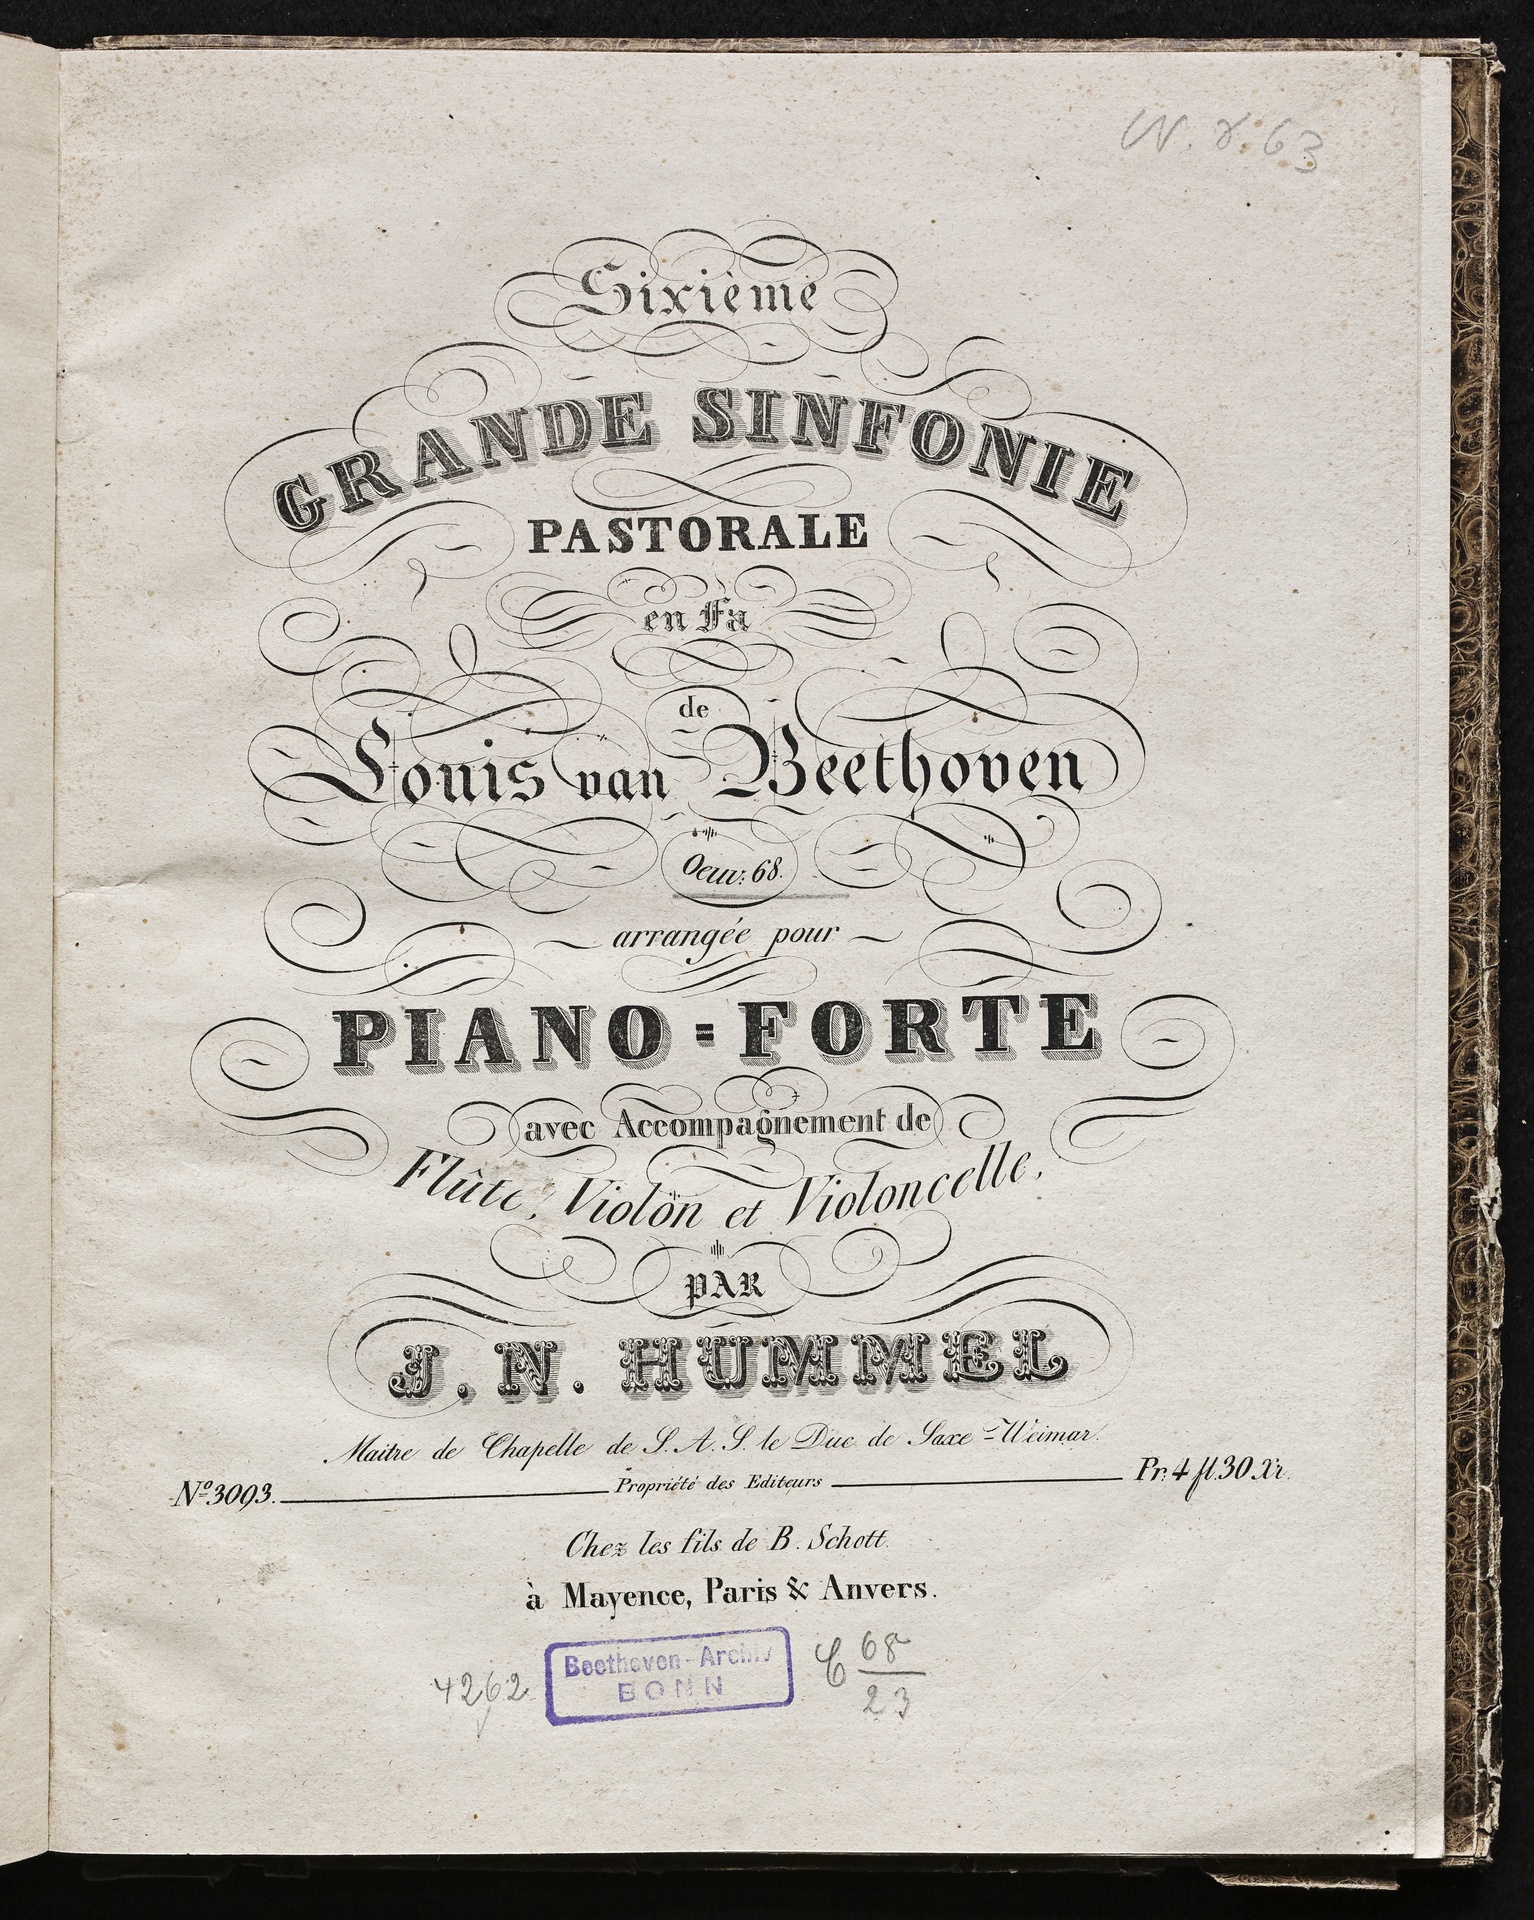 W. γ. 63
Sixième
GRANDE SINFONIE
PASTORALE
en Fa
de
Louis van Beethoven
Oeuv: 68.
arrangée pour
PIANO=FORTE
avec Accompagnement de
Flûte, Violon et Violoncelle,
PAR
J. N. HUMMEL
Maitre de Chapelle de S. A. S. le Duc de Saxe-Weimar.
Nº 3093. Propriété des Editeurs Pr: 4 fl. 30 Xr.
Chez les fils de B. Schott.
à Mayence, Paris & Anvers.
4262 Beethoven-Archiv C 68
BONN 23